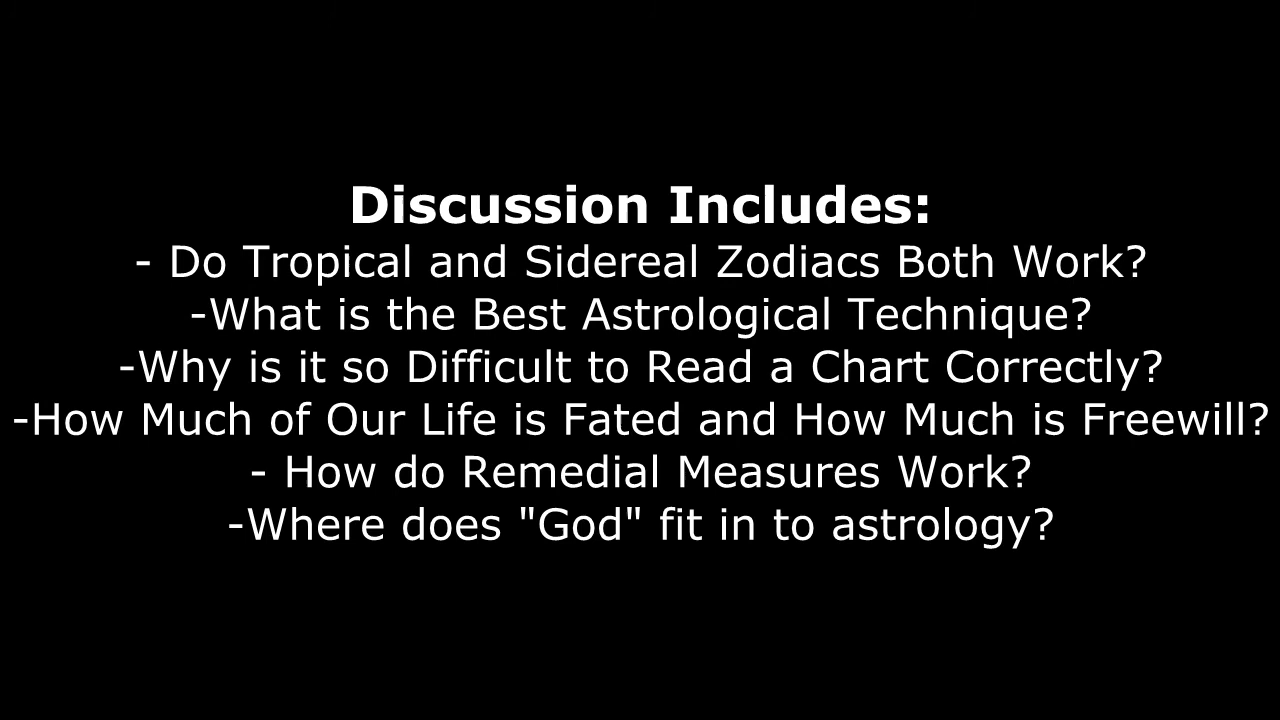 Discussion Includes:
- Do Tropical and Sidereal Zodiacs Both Work?
-What is the Best Astrological Technique?
-Why is it so Difficult to Read a Chart Correctly?
-How Much of Our Life is Fated and How Much is Freewill?
- How do Remedial Measures Work?
-Where does "God" fit in to astrology?